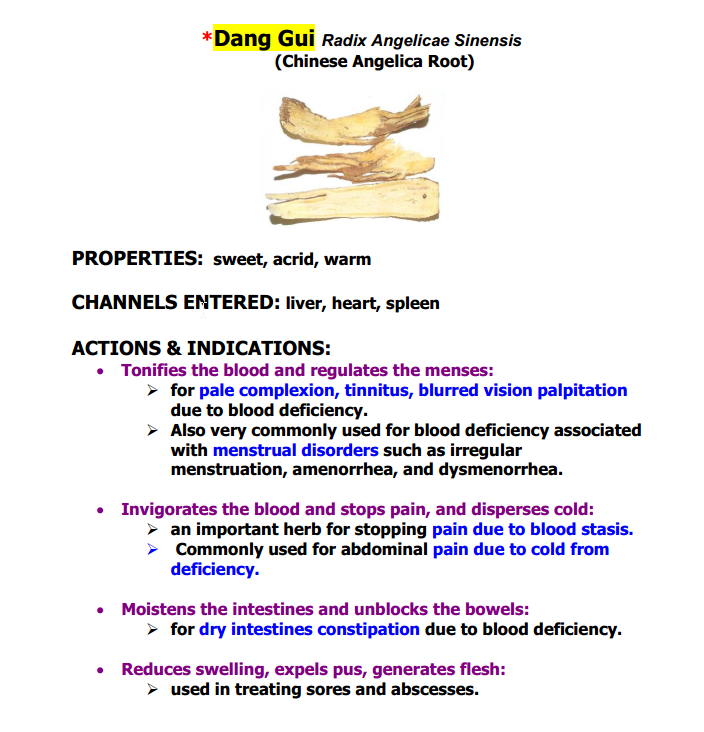 *Dang Gui Radix Angelicae Sinensis
(Chinese Angelica Root)
PROPERTIES: sweet, acrid, warm
CHANNELS ENTERED: liver, heart, spleen
ACTIONS & INDICATIONS:
• Tonifies the blood and regulates the menses:
➢ for pale complexion, tinnitus, blurred vision palpitation
due to blood deficiency.
➢ Also very commonly used for blood deficiency associated
with menstrual disorders such as irregular
menstruation, amenorrhea, and dysmenorrhea.
• Invigorates the blood and stops pain, and disperses cold:
➢ an important herb for stopping pain due to blood stasis.
➢ Commonly used for abdominal pain due to cold from
deficiency.
• Moistens the intestines and unblocks the bowels:
➢ for dry intestines constipation due to blood deficiency.
• Reduces swelling, expels pus, generates flesh:
➢ used in treating sores and abscesses.